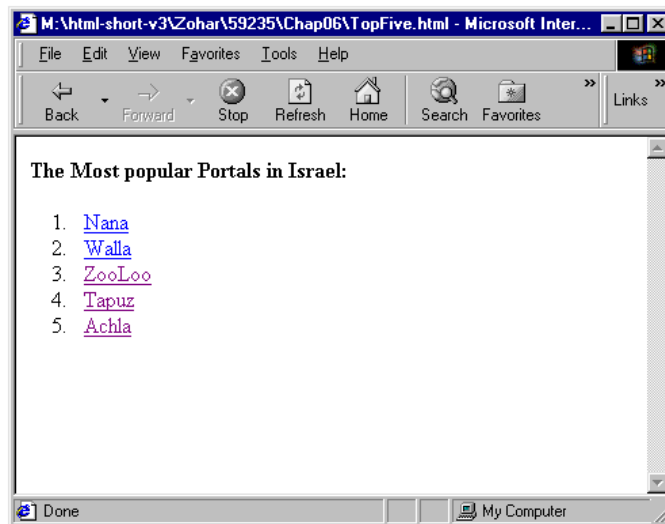 M:\html-short-v3\Zohar\59235\Chap06\TopFive.html - Microsoft Inter...
File Edit View Favorites Tools Help
Back Forward Stop Refresh Home Search Favorites » Links »
The Most popular Portals in Israel:
1. Nana
2. Walla
3. ZooLoo
4. Tapuz
5. Achla
Done My Computer